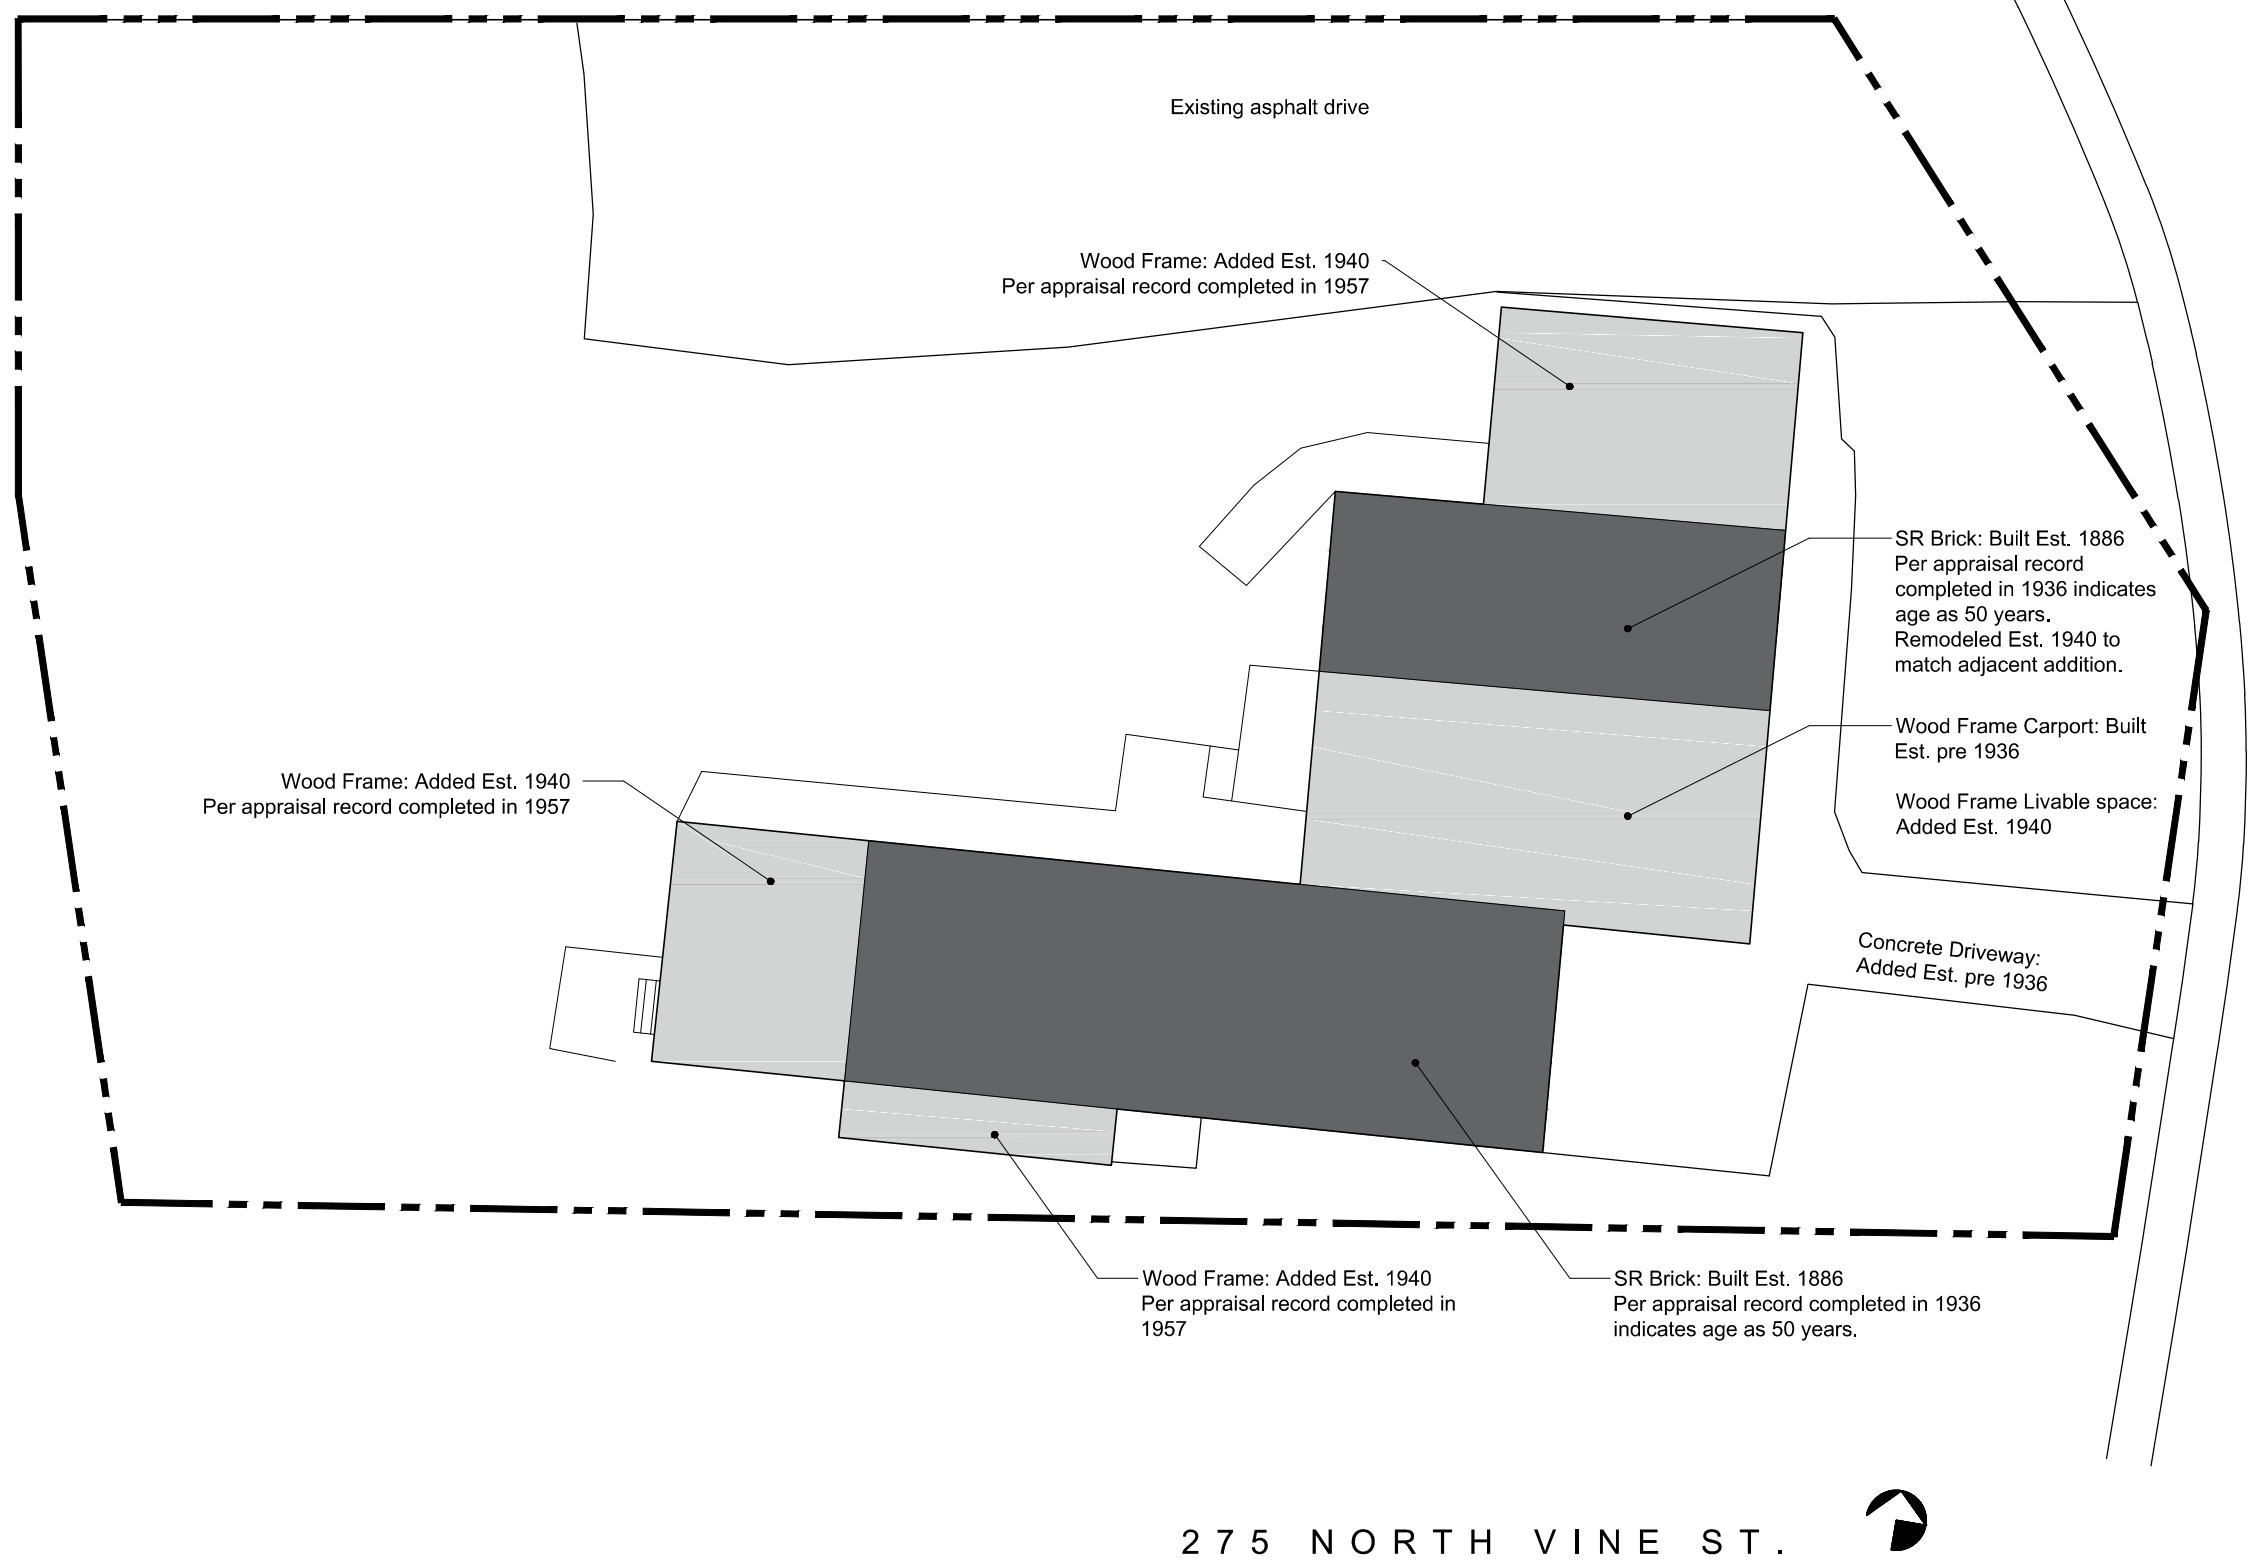 Existing asphalt drive
Wood Frame: Added Est. 1940
Per appraisal record completed in 1957
SR Brick: Built Est. 1886
Per appraisal record
completed in 1936 indicates
age as 50 years.
Remodeled Est. 1940 to
match adjacent addition.
Wood Frame Carport: Built
Est. pre 1936
Wood Frame Livable space:
Added Est. 1940
Wood Frame: Added Est. 1940
Per appraisal record completed in 1957
Concrete Driveway:
Added Est. pre 1936
Wood Frame: Added Est. 1940
Per appraisal record completed in
1957
SR Brick: Built Est. 1886
Per appraisal record completed in 1936
indicates age as 50 years.
275 NORTH VINE ST.